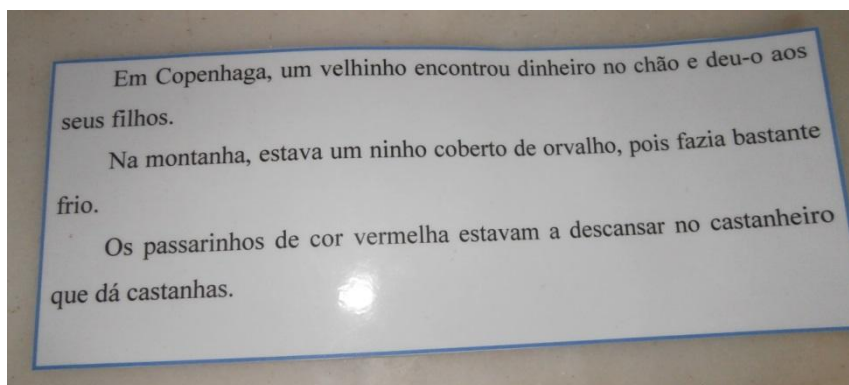 Em Copenhaga, um velhinho encontrou dinheiro no chão e deu-o aos
seus filhos.
Na montanha, estava um ninho coberto de orvalho, pois fazia bastante
frio.
Os passarinhos de cor vermelha estavam a descansar no castanheiro
que dá castanhas.